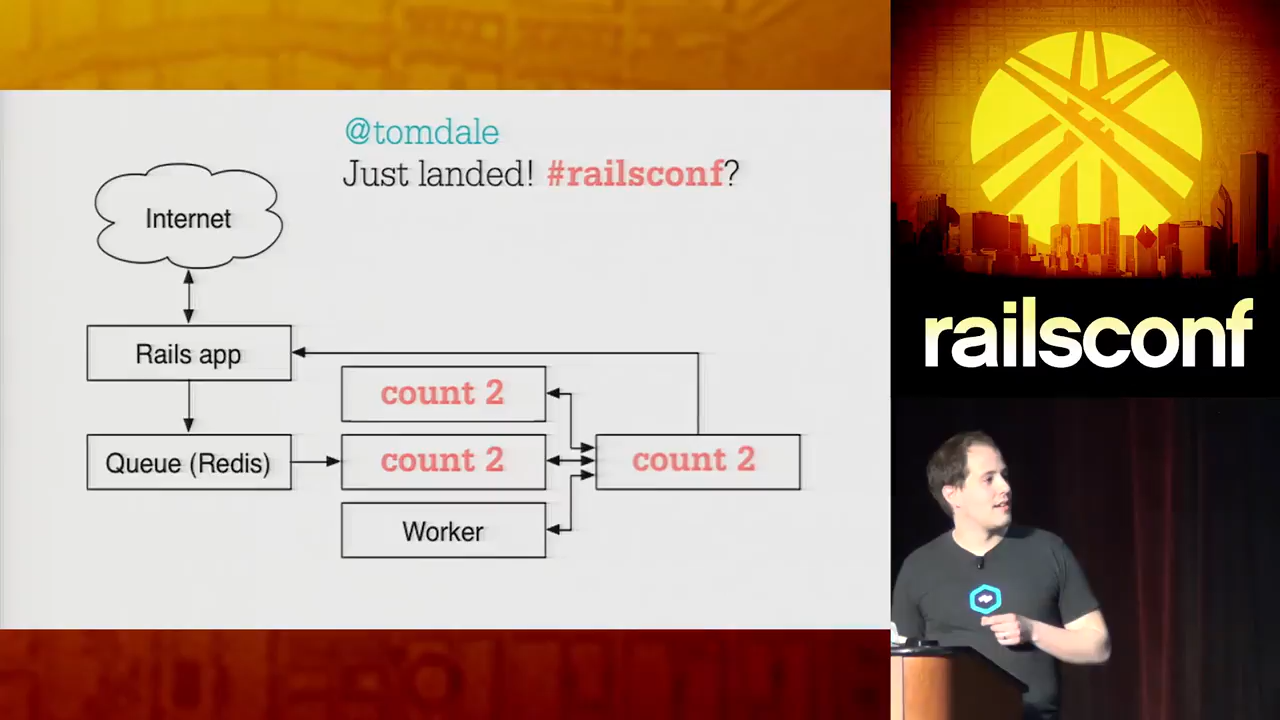 @tomdale
Just landed! #railsconf?
Internet
Rails app
count 2
Queue (Redis)
count 2
count 2
Worker
railsconf